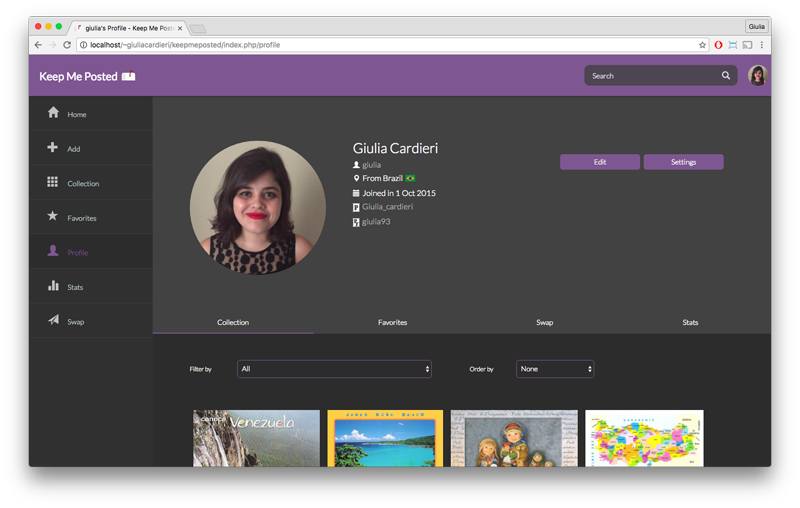 giulia's Profile - Keep Me Posted
Giulia
localhost/~giuliacardieri/keepmeposted/index.php/profile
Keep Me Posted
Search
Home
Add
Collection
Favorites
Profile
Stats
Swap
Giulia Cardieri
giulia
From Brazil
Joined in 1 Oct 2015
Giulia_cardieri
giulia93
Edit
Settings
Collection
Favorites
Swap
Stats
Filter by
All
Order by
None
Venezuela